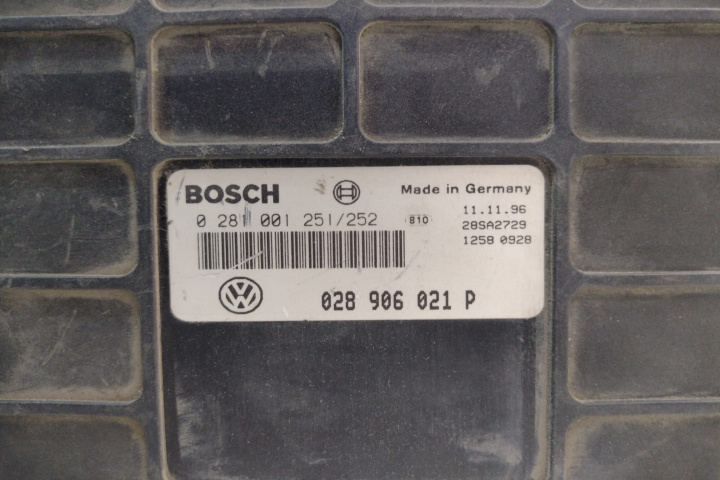 BOSCH
Made in Germany
0 281 001 251/252
810
11.11.96
28SA2729
1258 0928
028 906 021 P